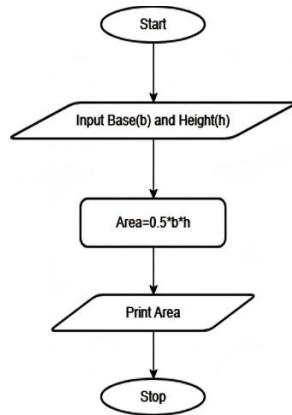 Start
Input Base(b) and Height(h)
Area=0.5*b*h
Print Area
Stop